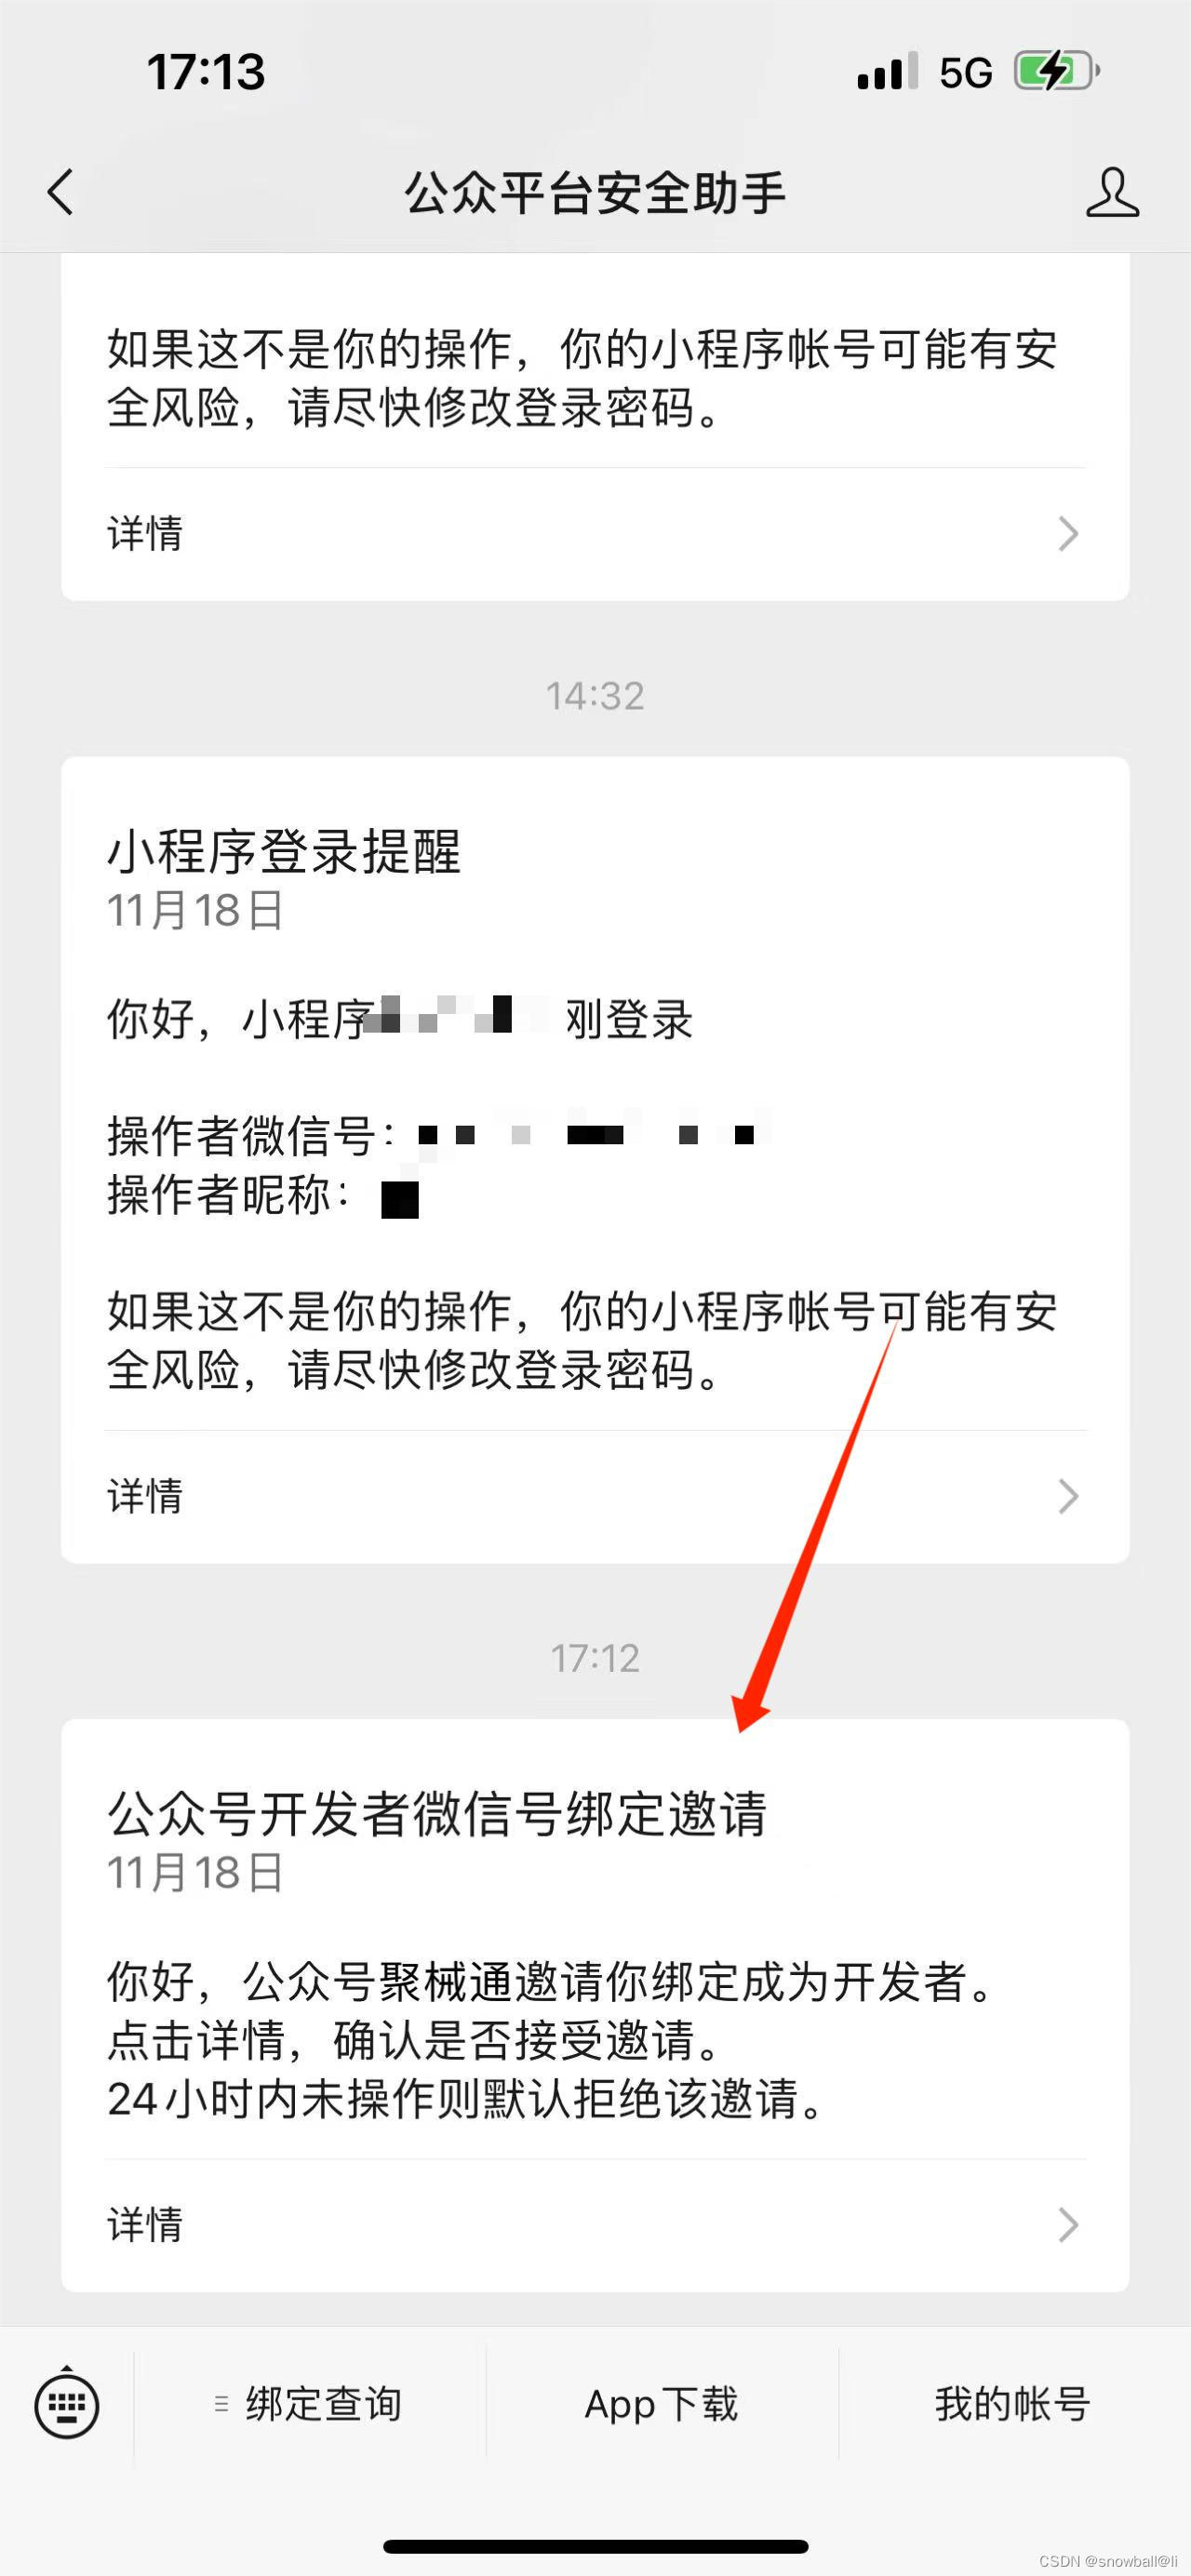 17:13
5G
公众平台安全助手
如果这不是你的操作，你的小程序帐号可能有安
全风险，请尽快修改登录密码。
详情
14:32
小程序登录提醒
11月18日
你好，小程序 刚登录
操作者微信号：
操作者昵称：
如果这不是你的操作，你的小程序帐号可能有安
全风险，请尽快修改登录密码。
详情
17:12
公众号开发者微信号绑定邀请
11月18日
你好，公众号聚械通邀请你绑定成为开发者。
点击详情，确认是否接受邀请。
24小时内未操作则默认拒绝该邀请。
详情
绑定查询
App下载
我的帐号
CSDN @snowball@li